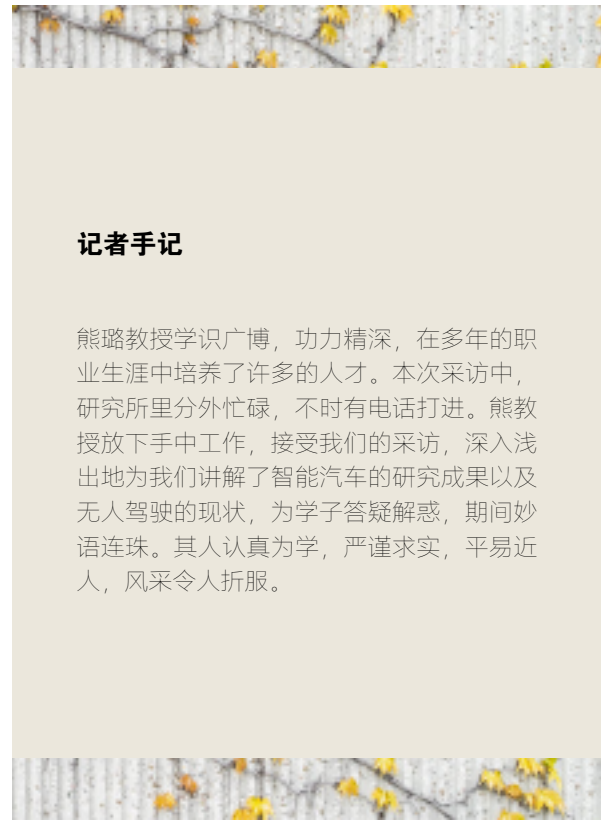 记者手记
熊璐教授学识广博，功力精深，在多年的职
业生涯中培养了许多的人才。本次采访中，
研究所里分外忙碌，不时有电话打进。熊教
授放下手中工作，接受我们的采访，深入浅
出地为我们讲解了智能汽车的研究成果以及
无人驾驶的现状，为学子答疑解惑，期间妙
语连珠。其人认真为学，严谨求实，平易近
人，风采令人折服。